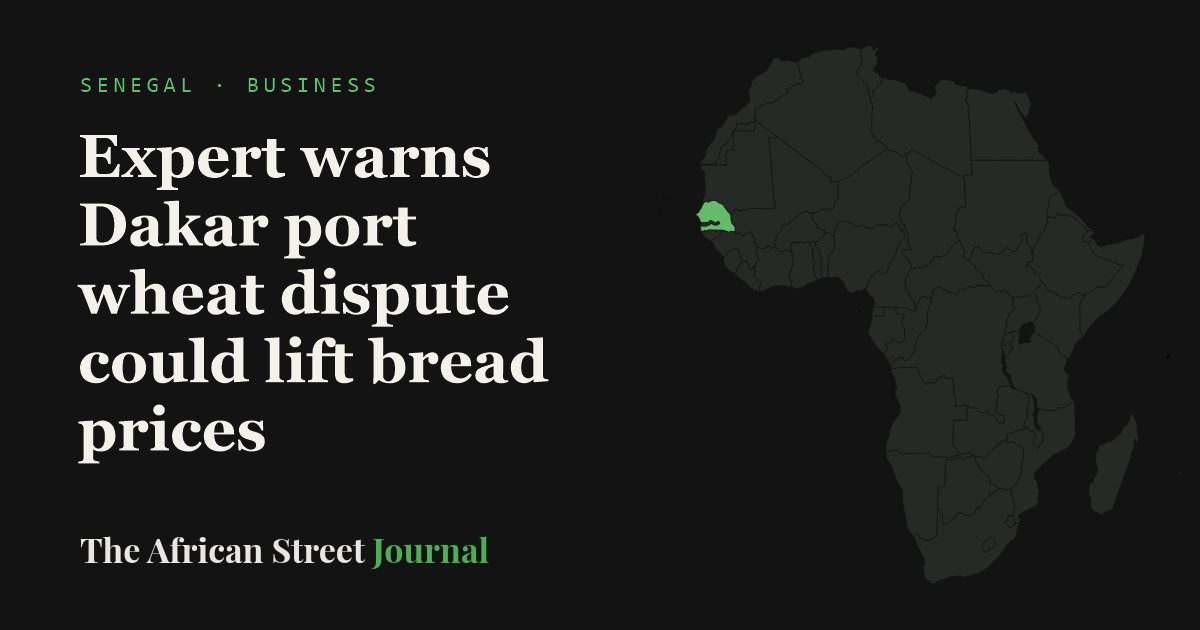 SENEGAL · BUSINESS
Expert warns
Dakar port
wheat dispute
could lift bread
prices
The African Street Journal